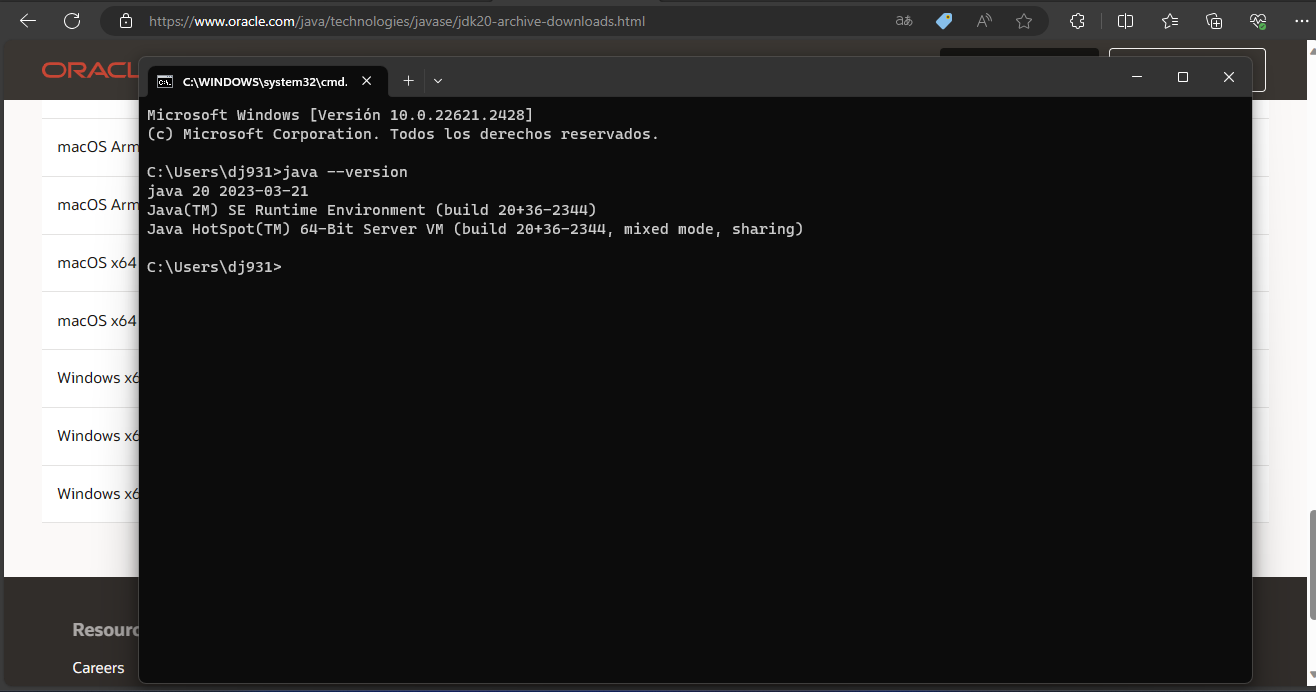 https://www.oracle.com/java/technologies/javase/jdk20-archive-downloads.html
ORACL
C:\WINDOWS\system32\cmd.
Microsoft Windows [Versión 10.0.22621.2428]
(c) Microsoft Corporation. Todos los derechos reservados.
C:\Users\dj931>java --version
java 20 2023-03-21
Java(TM) SE Runtime Environment (build 20+36-2344)
Java HotSpot(TM) 64-Bit Server VM (build 20+36-2344, mixed mode, sharing)
C:\Users\dj931>
macOS Arm
macOS Arm
macOS x64
macOS x64
Windows x6
Windows x6
Windows x6
Resourc
Careers